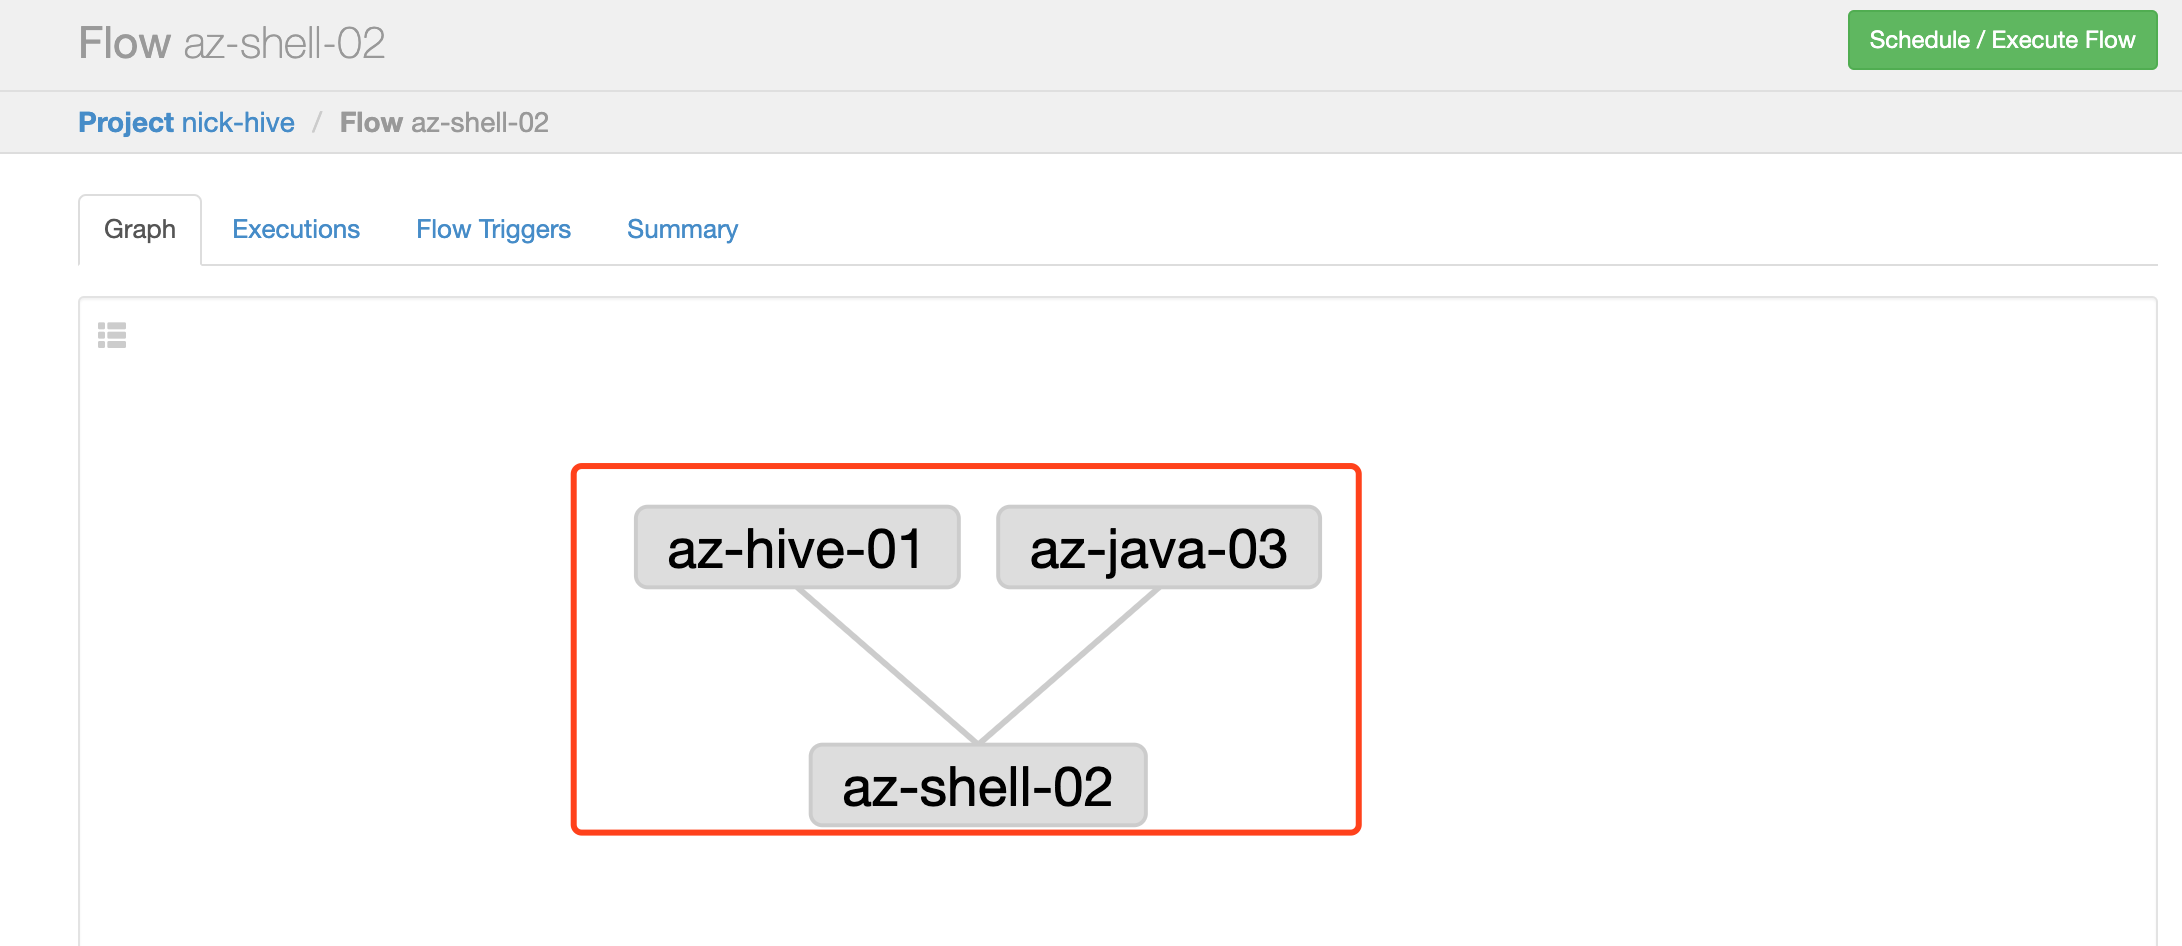 Flow az-shell-02
Schedule / Execute Flow
Project nick-hive / Flow az-shell-02
Graph Executions Flow Triggers Summary
az-hive-01 az-java-03
az-shell-02